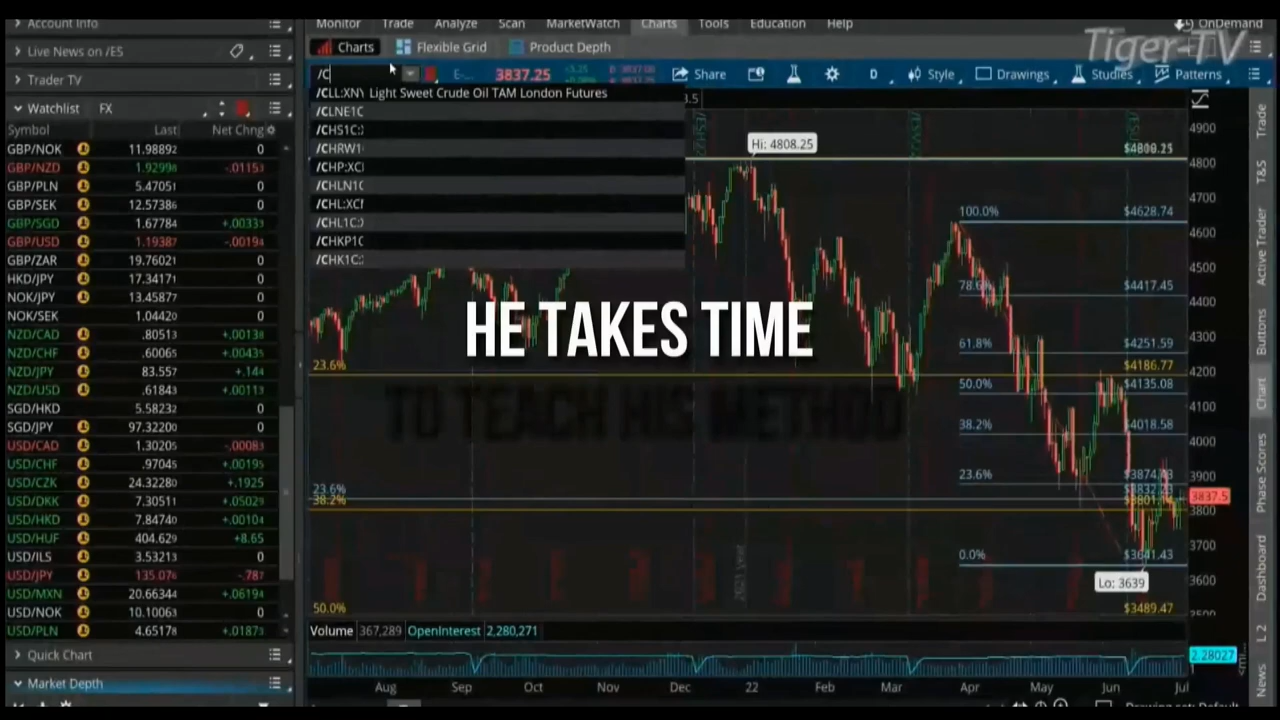 Account Info
Monitor Trade Analyze Scan MarketWatch Charts Tools Education Help
OnDemand
Tiger-TV
Live News on /ES
Charts Flexible Grid Product Depth
Trader TV
/C 3837.25 Share D Style Drawings Studies Patterns
Watchlist FX
Symbol Last Net Chng
GBP/NOK 11.98892 0
GBP/NZD 1.92998 -.01153
GBP/PLN 5.47051 0
GBP/SEK 12.57386 0
GBP/SGD 1.67784 +.00333
GBP/USD 1.19387 -.00194
GBP/ZAR 19.76021 0
HKD/JPY 17.34171 0
NOK/JPY 13.45587 0
NOK/SEK 1.04420 0
NZD/CAD .80513 +.00138
NZD/CHF .60065 +.00435
NZD/JPY 83.557 +.144
NZD/USD .61843 +.00113
SGD/HKD 5.58232 0
SGD/JPY 97.32200 0
USD/CAD 1.30205 -.00083
USD/CHF .97045 +.00195
USD/CZK 24.32280 +.1925
USD/DKK 7.30511 +.05029
USD/HKD 7.84740 +.00104
USD/HUF 404.629 +8.65
USD/ILS 3.53213 0
USD/JPY 135.076 -.787
USD/MXN 20.66344 +.06194
USD/NOK 10.10063 0
USD/PLN 4.65178 +.01873
Quick Chart
Market Depth
/CLL:XN Light Sweet Crude Oil TAM London Futures
/CLNE1C
/CHS1C:
/CHRW1
/CHP:XC
/CHLN1C
/CHL:XC
/CHL1C:
/CHKP1C
/CHK1C:
Hi: 4808.25
HE TAKES TIME
TO TEACH HIS METHOD
100.0% $4628.74
78.6% $4417.45
61.8% $4251.59
23.6% $4186.77
50.0% $4135.08
38.2% $4018.58
23.6% $3874.43
23.6%
38.2%
0.0% $3641.43
Lo: 3639
50.0% $3489.47
4900
4800
4700
4600
4500
4400
4300
4200
4100
4000
3900
3837.5
3800
3700
3600
Volume 367,289 OpenInterest 2,280,271
2.28027
Aug Sep Oct Nov Dec 22 Feb Mar Apr May Jun Jul
Trade
T&S
Active Trader
Buttons
Chart
Phase Scores
Dashboard
L 2
News